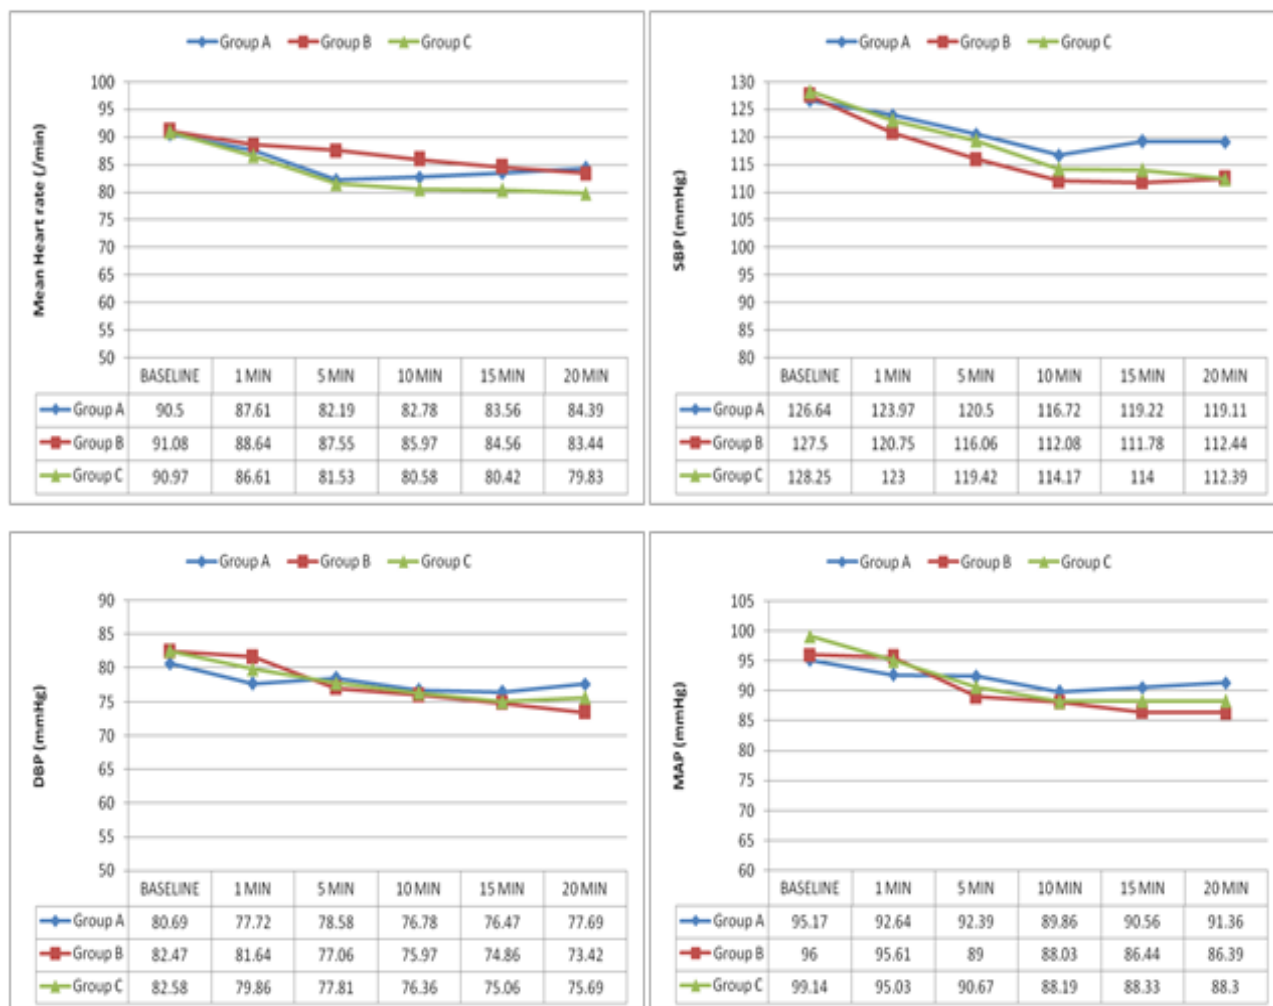 Group A Group B Group C
Mean Heart rate (/min)
100
95
90
85
80
75
70
65
60
55
50
BASELINE 1 MIN 5 MIN 10 MIN 15 MIN 20 MIN
Group A 90.5 87.61 82.19 82.78 83.56 84.39
Group B 91.08 88.64 87.55 85.97 84.56 83.44
Group C 90.97 86.61 81.53 80.58 80.42 79.83
Group A Group B Group C
SBP (mmHg)
130
125
120
115
110
105
100
95
90
85
80
BASELINE 1 MIN 5 MIN 10 MIN 15 MIN 20 MIN
Group A 126.64 123.97 120.5 116.72 119.22 119.11
Group B 127.5 120.75 116.06 112.08 111.78 112.44
Group C 128.25 123 119.42 114.17 114 112.39
Group A Group B Group C
DBP (mmHg)
90
85
80
75
70
65
60
55
50
BASELINE 1 MIN 5 MIN 10 MIN 15 MIN 20 MIN
Group A 80.69 77.72 78.58 76.78 76.47 77.69
Group B 82.47 81.64 77.06 75.97 74.86 73.42
Group C 82.58 79.86 77.81 76.36 75.06 75.69
Group A Group B Group C
MAP (mmHg)
105
100
95
90
85
80
75
70
65
60
BASELINE 1 MIN 5 MIN 10 MIN 15 MIN 20 MIN
Group A 95.17 92.64 92.39 89.86 90.56 91.36
Group B 96 95.61 89 88.03 86.44 86.39
Group C 99.14 95.03 90.67 88.19 88.33 88.3